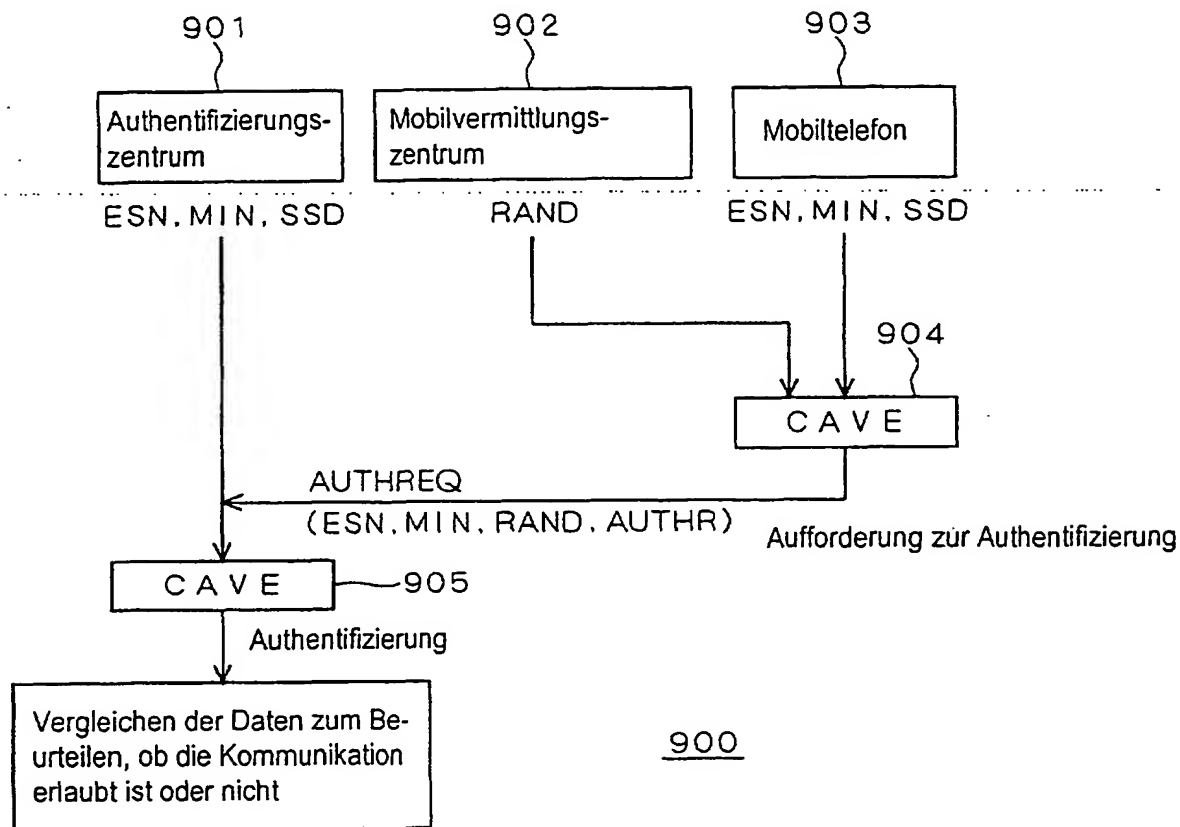 901
902
903
Authentifizierungs-
zentrum
Mobilvermittlungs-
zentrum
Mobiltelefon
ESN, MIN, SSD
RAND
ESN, MIN, SSD
904
CAVE
AUTHREQ
(ESN, MIN, RAND, AUTHR)
Aufforderung zur Authentifizierung
CAVE
905
Authentifizierung
Vergleichen der Daten zum Be-
urteilen, ob die Kommunikation
erlaubt ist oder nicht
900